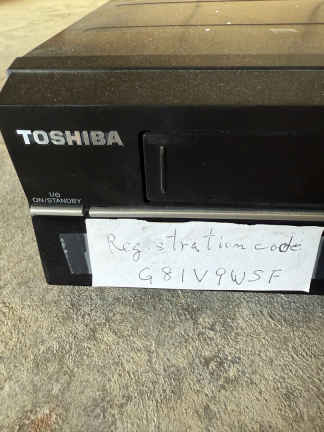 TOSHIBA
I/⏻
ON/STANDBY
Registration code
G81V9WSF